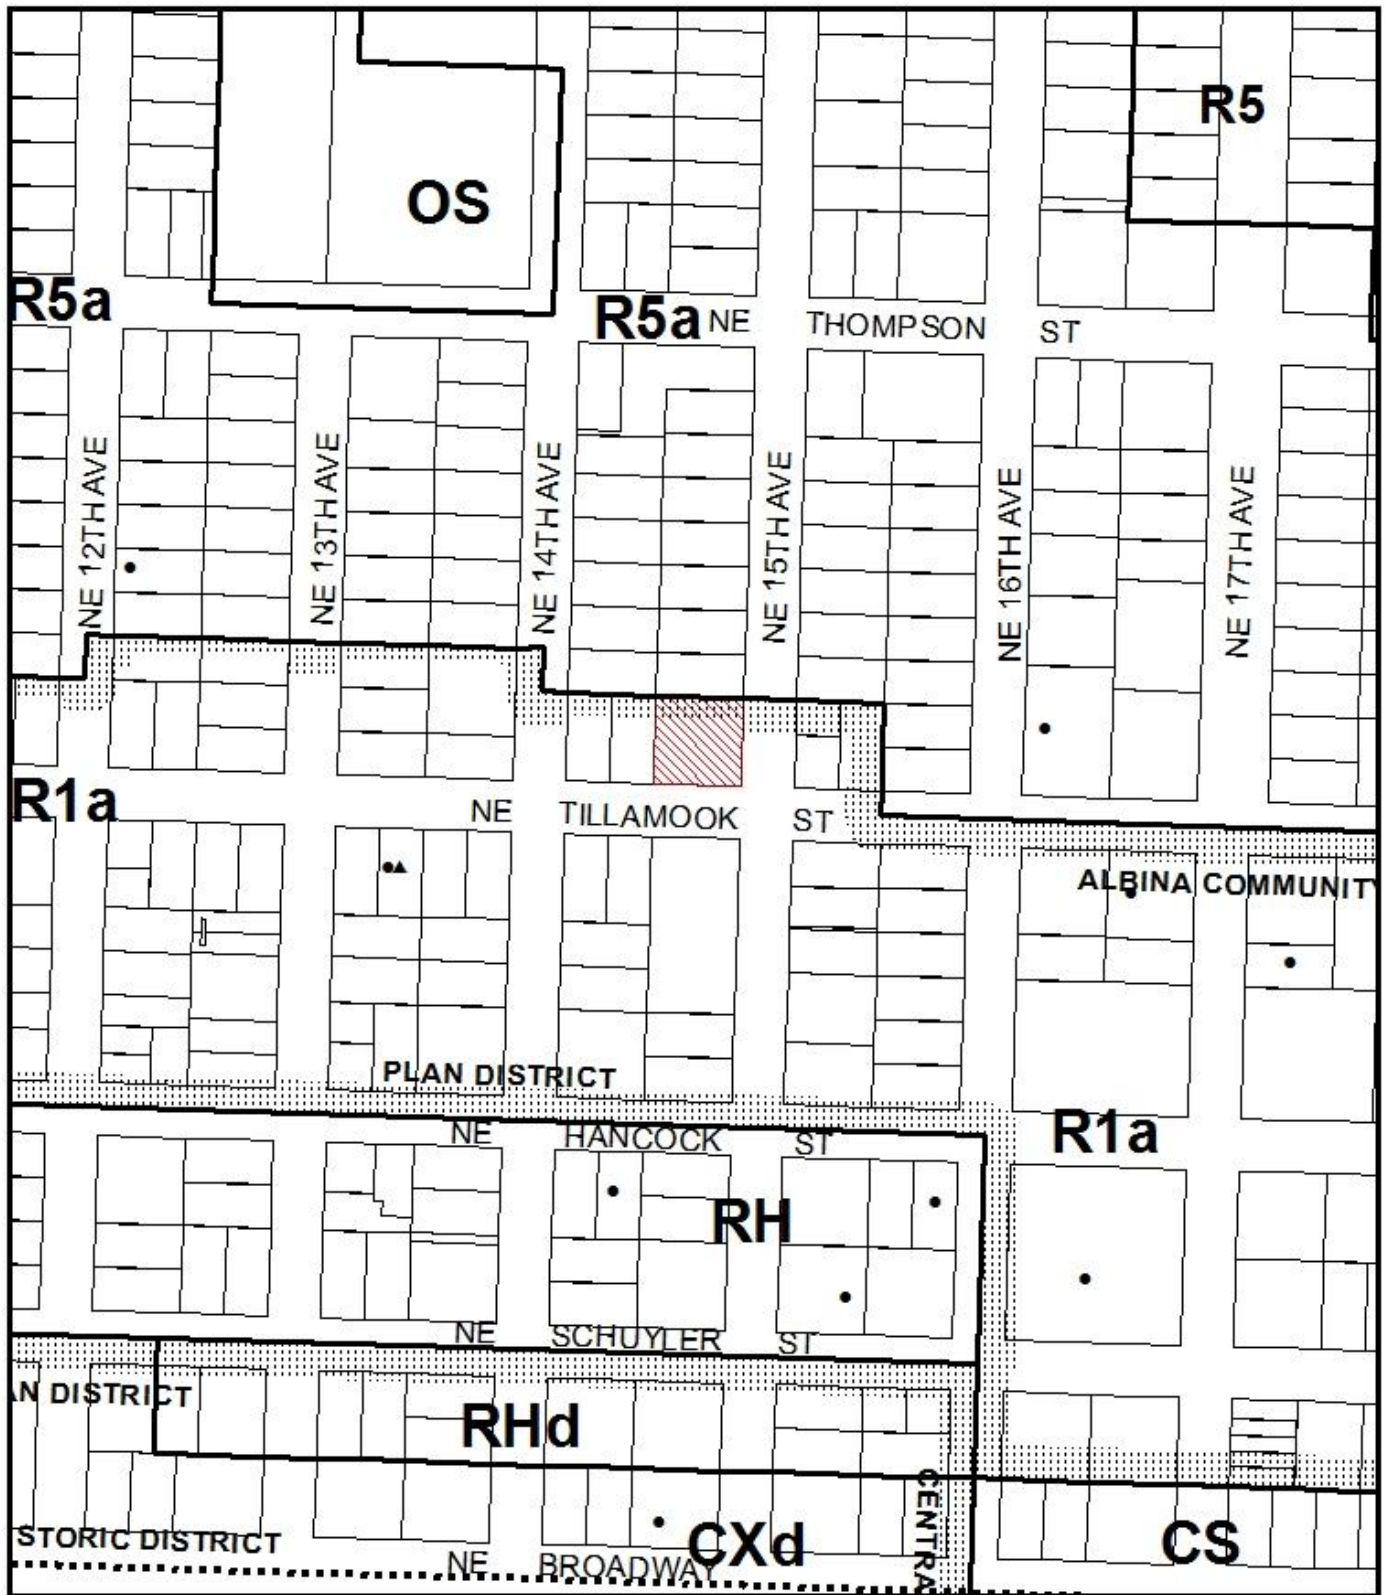 R5
OS
R5a
R5a
NE THOMPSON ST
NE 12TH AVE
NE 13TH AVE
NE 14TH AVE
NE 15TH AVE
NE 16TH AVE
NE 17TH AVE
R1a
NE TILLAMOOK ST
ALBINA COMMUNITY
PLAN DISTRICT
NE HANCOCK ST
R1a
RH
NE SCHUYLER ST
AN DISTRICT
RHd
CENTRA
STORIC DISTRICT
CXd
CS
NE BROADWAY